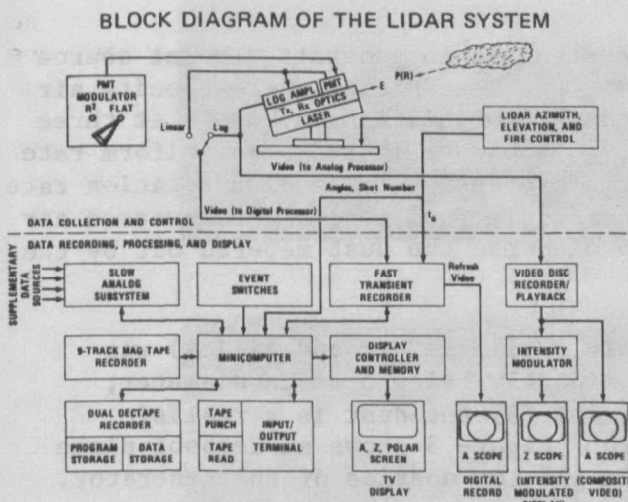 BLOCK DIAGRAM OF THE LIDAR SYSTEM
PMT
MODULATOR
R² FLAT
Linear
Log
LOG AMPL
PMT
Tx, Rx OPTICS
LASER
E
P(R)
LIDAR AZIMUTH,
ELEVATION, AND
FIRE CONTROL
Video (to Analog Processor)
Angles, Shot Number
Video (to Digital Processor)
t₀
DATA COLLECTION AND CONTROL
DATA RECORDING, PROCESSING, AND DISPLAY
SUPPLEMENTARY
DATA
SOURCES
SLOW
ANALOG
SUBSYSTEM
EVENT
SWITCHES
FAST
TRANSIENT
RECORDER
Refresh
Video
VIDEO DISC
RECORDER/
PLAYBACK
9-TRACK MAG TAPE
RECORDER
MINICOMPUTER
DISPLAY
CONTROLLER
AND MEMORY
INTENSITY
MODULATOR
DUAL DECTAPE
RECORDER
PROGRAM
STORAGE
DATA
STORAGE
TAPE
PUNCH
TAPE
READ
INPUT/
OUTPUT
TERMINAL
A, Z, POLAR
SCREEN
TV
DISPLAY
A SCOPE
DIGITAL
RECORD
Z SCOPE
(INTENSITY
MODULATED
A SCOPE
(COMPOSITE
VIDEO)